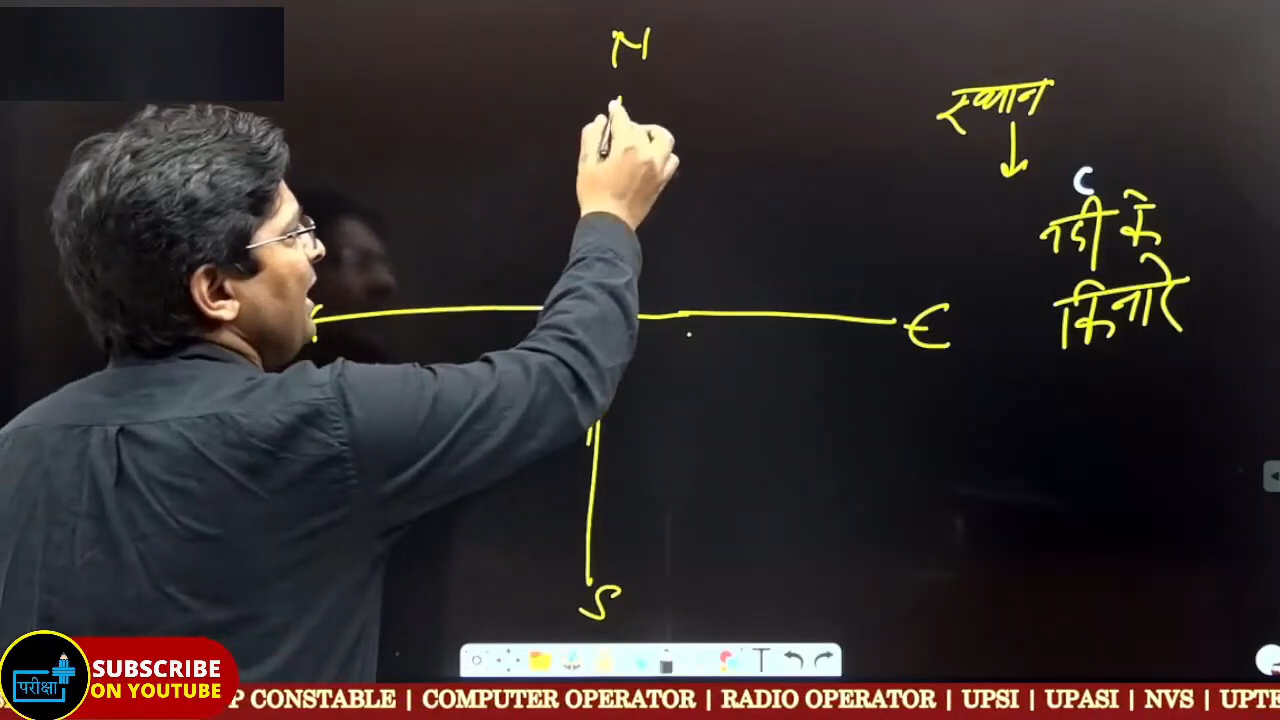 N
स्थान
नदी के
किनारे
E
S
परीक्षा
SUBSCRIBE
ON YOUTUBE
P CONSTABLE | COMPUTER OPERATOR | RADIO OPERATOR | UPSI | UPASI | NVS | UPTE